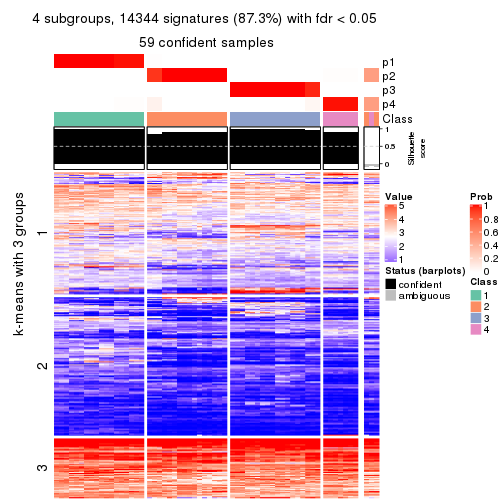 4 subgroups, 14344 signatures (87.3%) with fdr < 0.05
59 confident samples
p1
p2
p3
p4
Class
1
0.5
0
Silhouette
score
k-means with 3 groups
1
2
3
Value
5
4
3
2
1
Status (barplots)
confident
ambiguous
Prob
1
0.8
0.6
0.4
0.2
0
Class
1
2
3
4